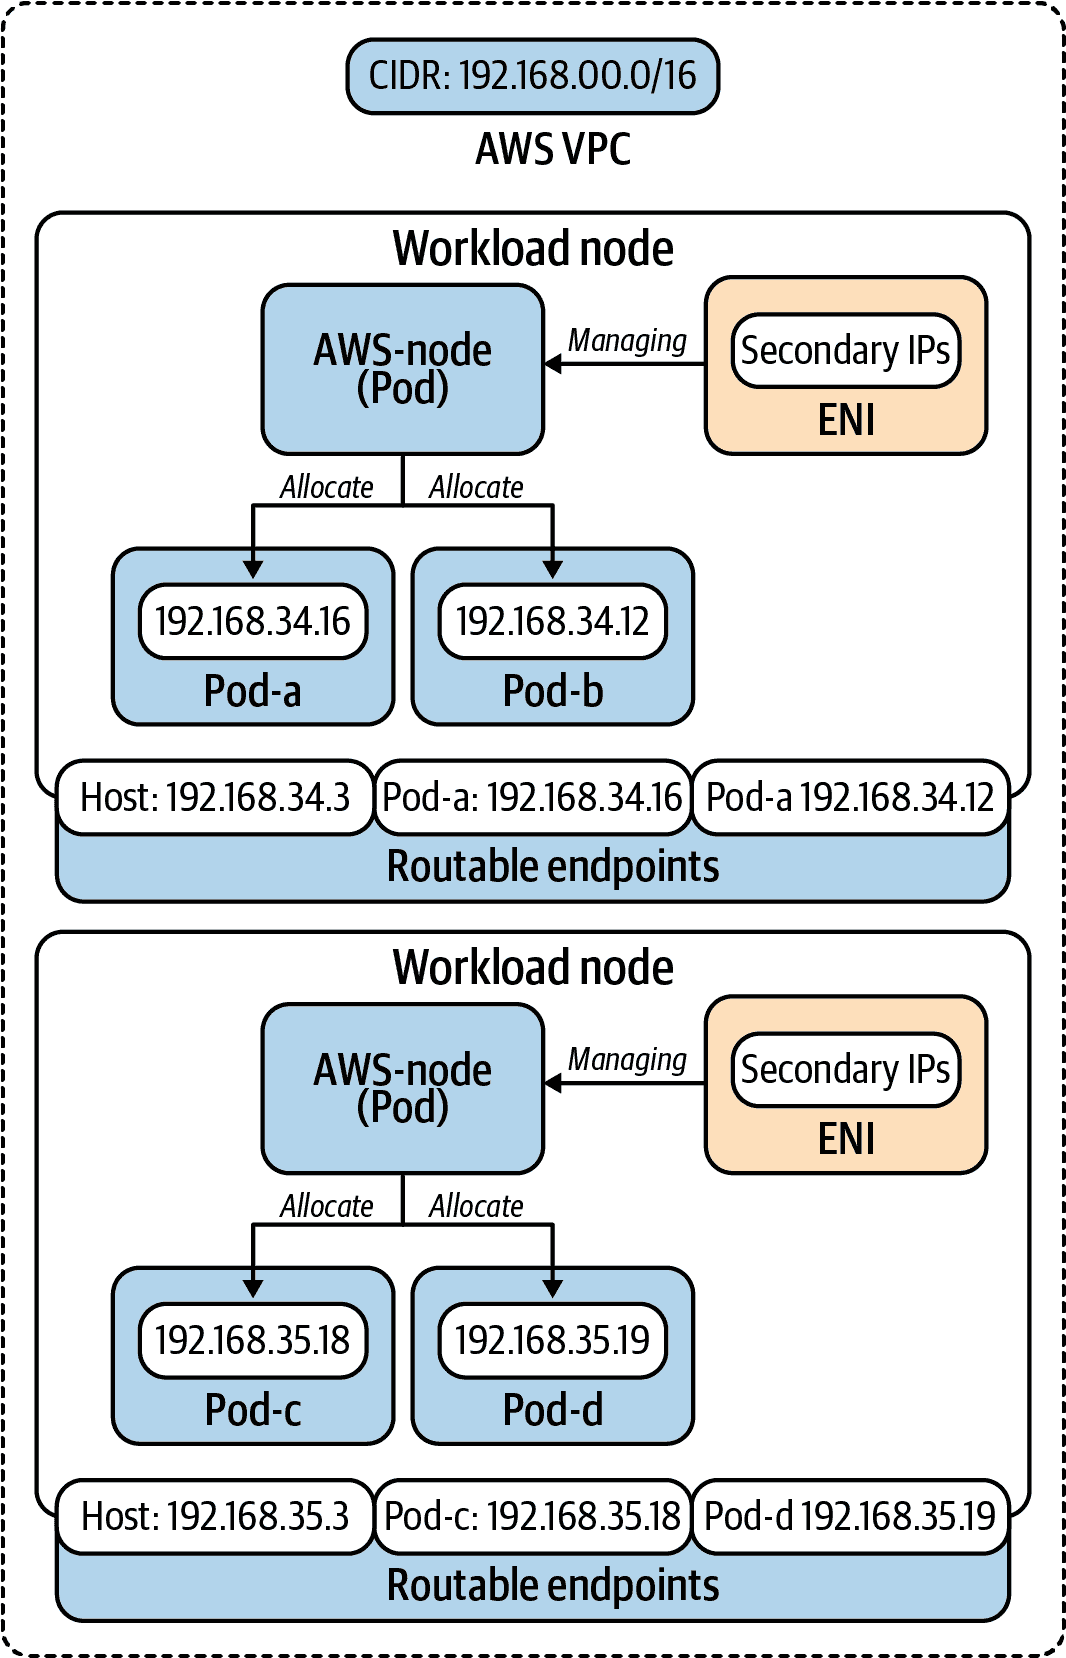 CIDR: 192.168.00.0/16
AWS VPC
Workload node
AWS-node
(Pod)
Managing
Secondary IPs
ENI
Allocate
Allocate
192.168.34.16
Pod-a
192.168.34.12
Pod-b
Host: 192.168.34.3
Pod-a: 192.168.34.16
Pod-a 192.168.34.12
Routable endpoints
Workload node
AWS-node
(Pod)
Managing
Secondary IPs
ENI
Allocate
Allocate
192.168.35.18
Pod-c
192.168.35.19
Pod-d
Host: 192.168.35.3
Pod-c: 192.168.35.18
Pod-d 192.168.35.19
Routable endpoints